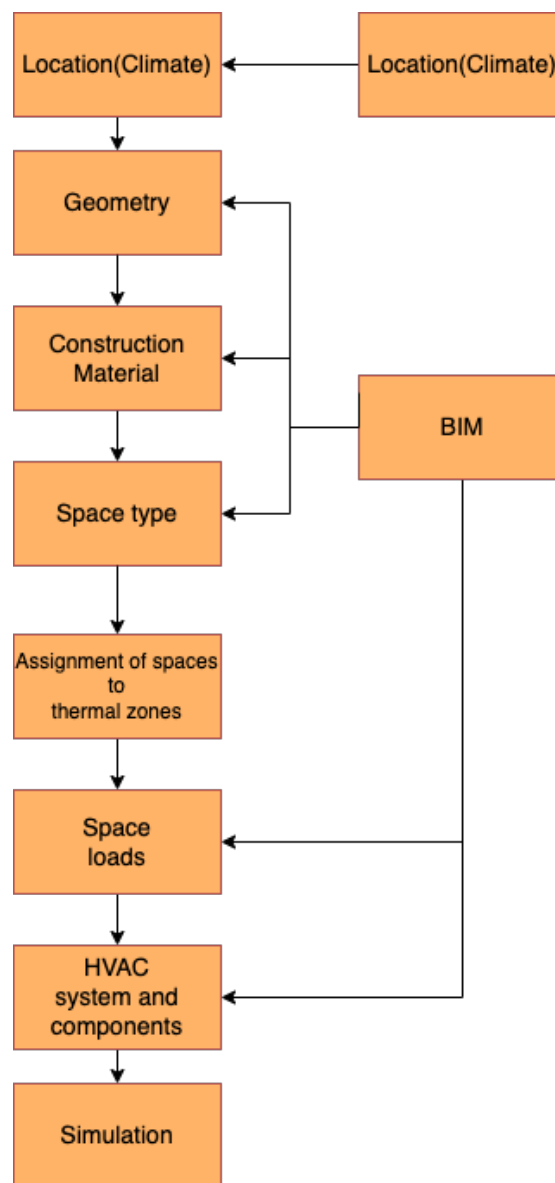 Location(Climate)
Location(Climate)
Geometry
Construction
Material
BIM
Space type
Assignment of spaces
to
thermal zones
Space
loads
HVAC
system and
components
Simulation